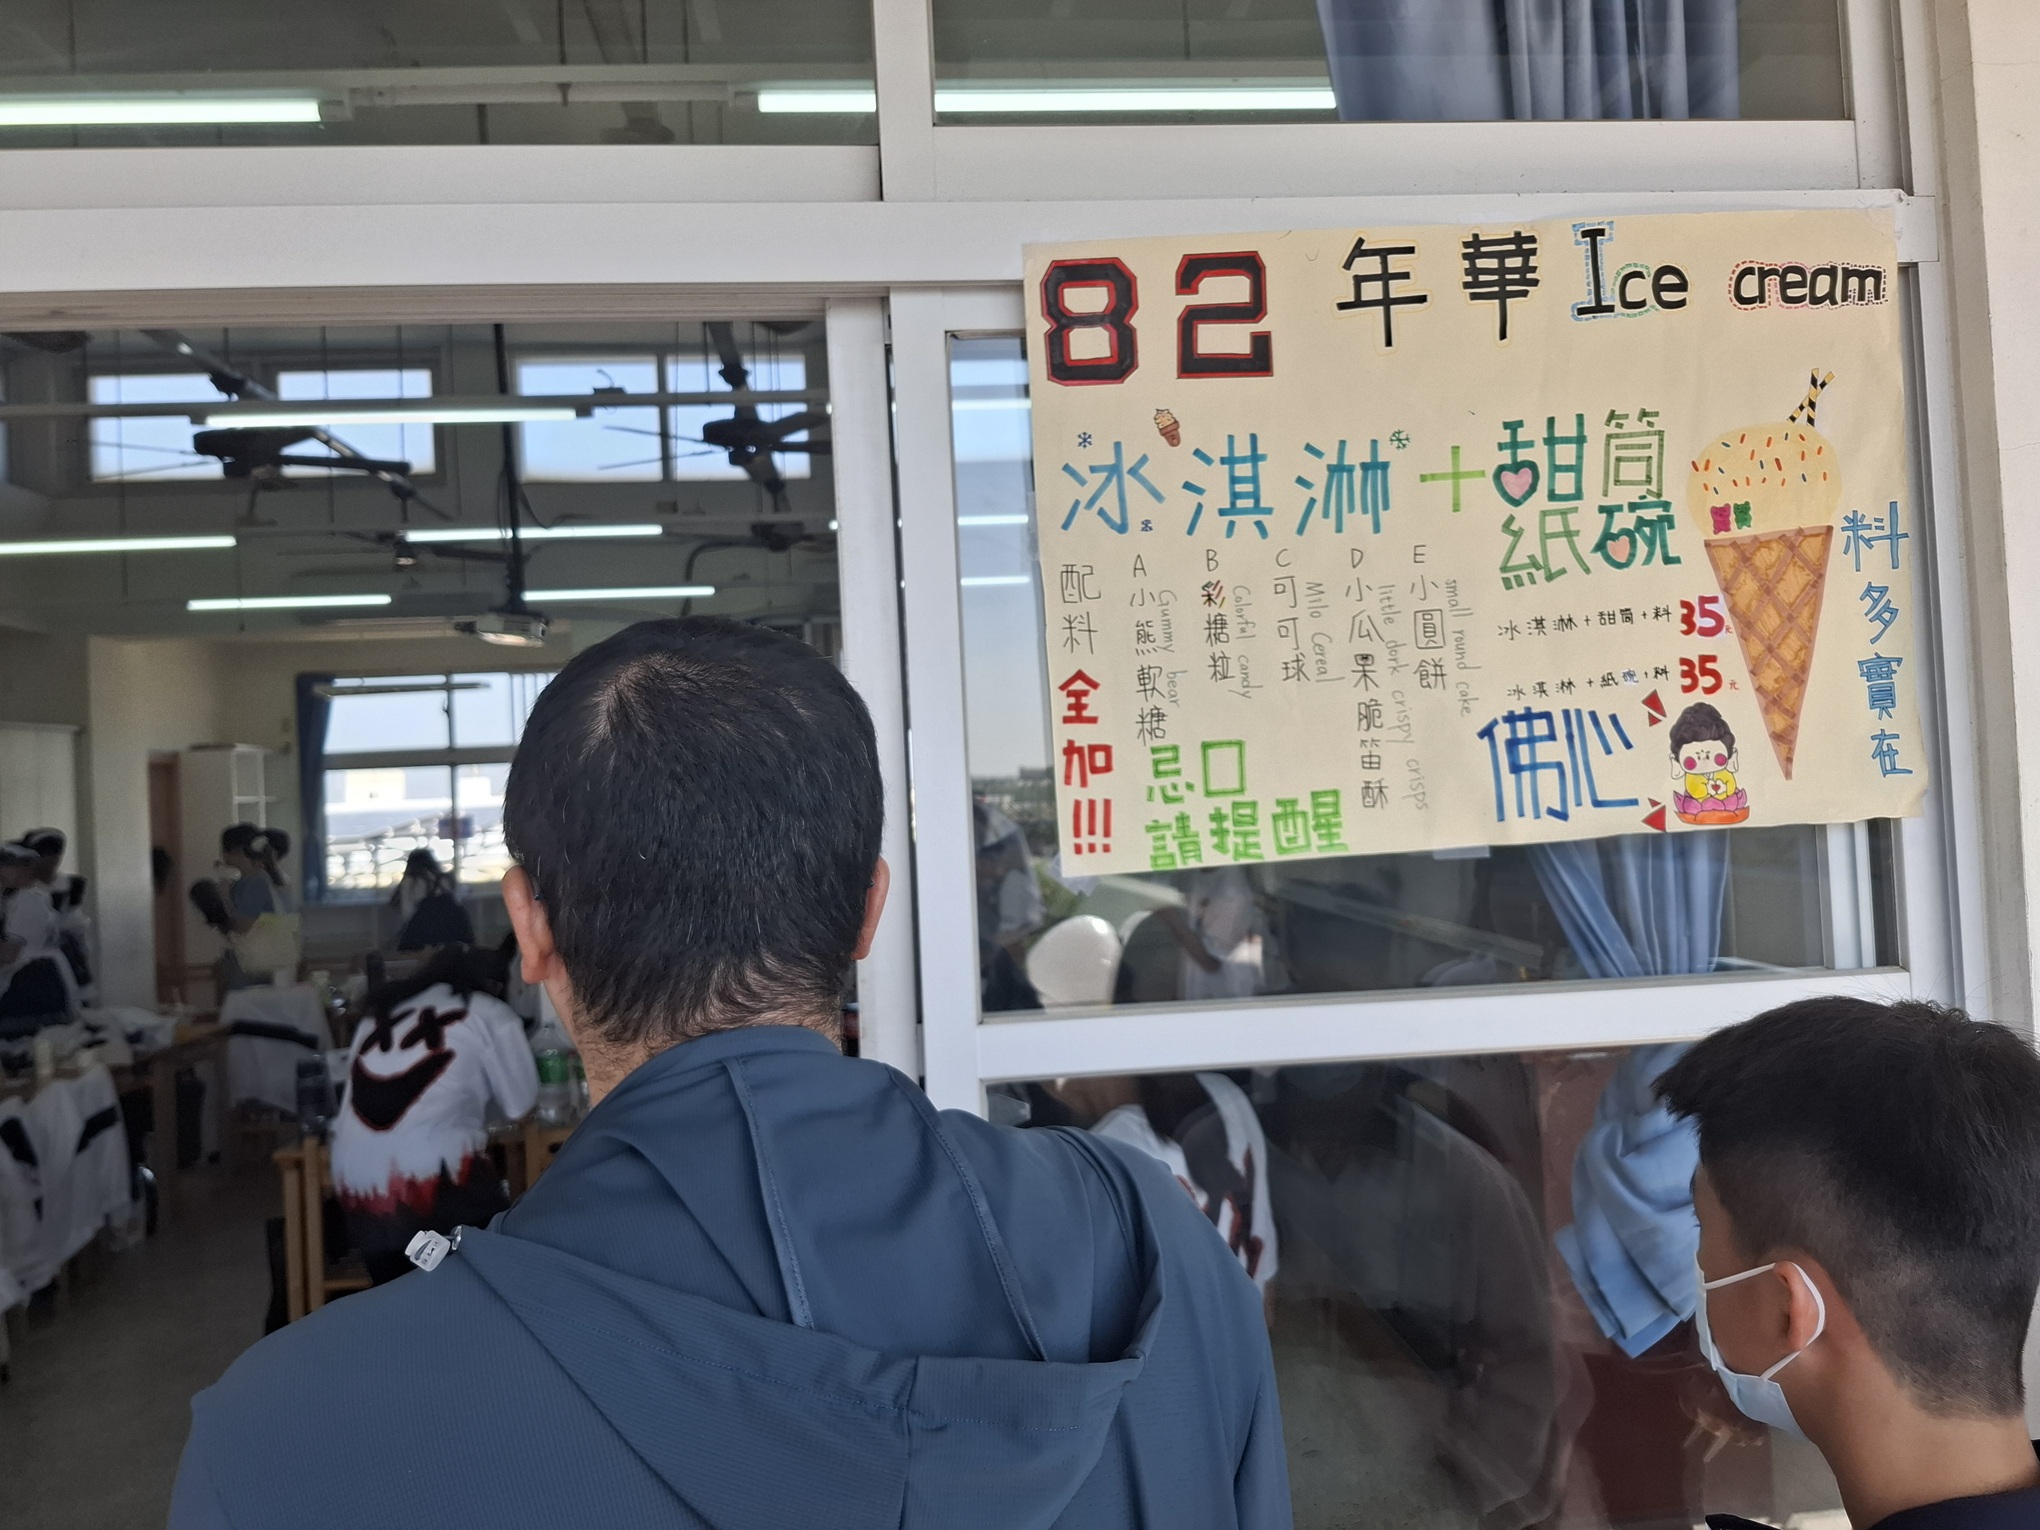 82 年華 Ice cream
冰淇淋+甜筒
紙碗
配料
全加!!!
A 小熊軟糖 Gummy bear
B 彩糖粒 Colorful candy
C 可可球 Milo Cereal
D 小瓜果脆笛酥 little dork crispy crisps
E 小圓餅 small round cake
忌口
請提醒
冰淇淋+甜筒+料 35元
冰淇淋+紙碗+料 35元
佛心
料多實在